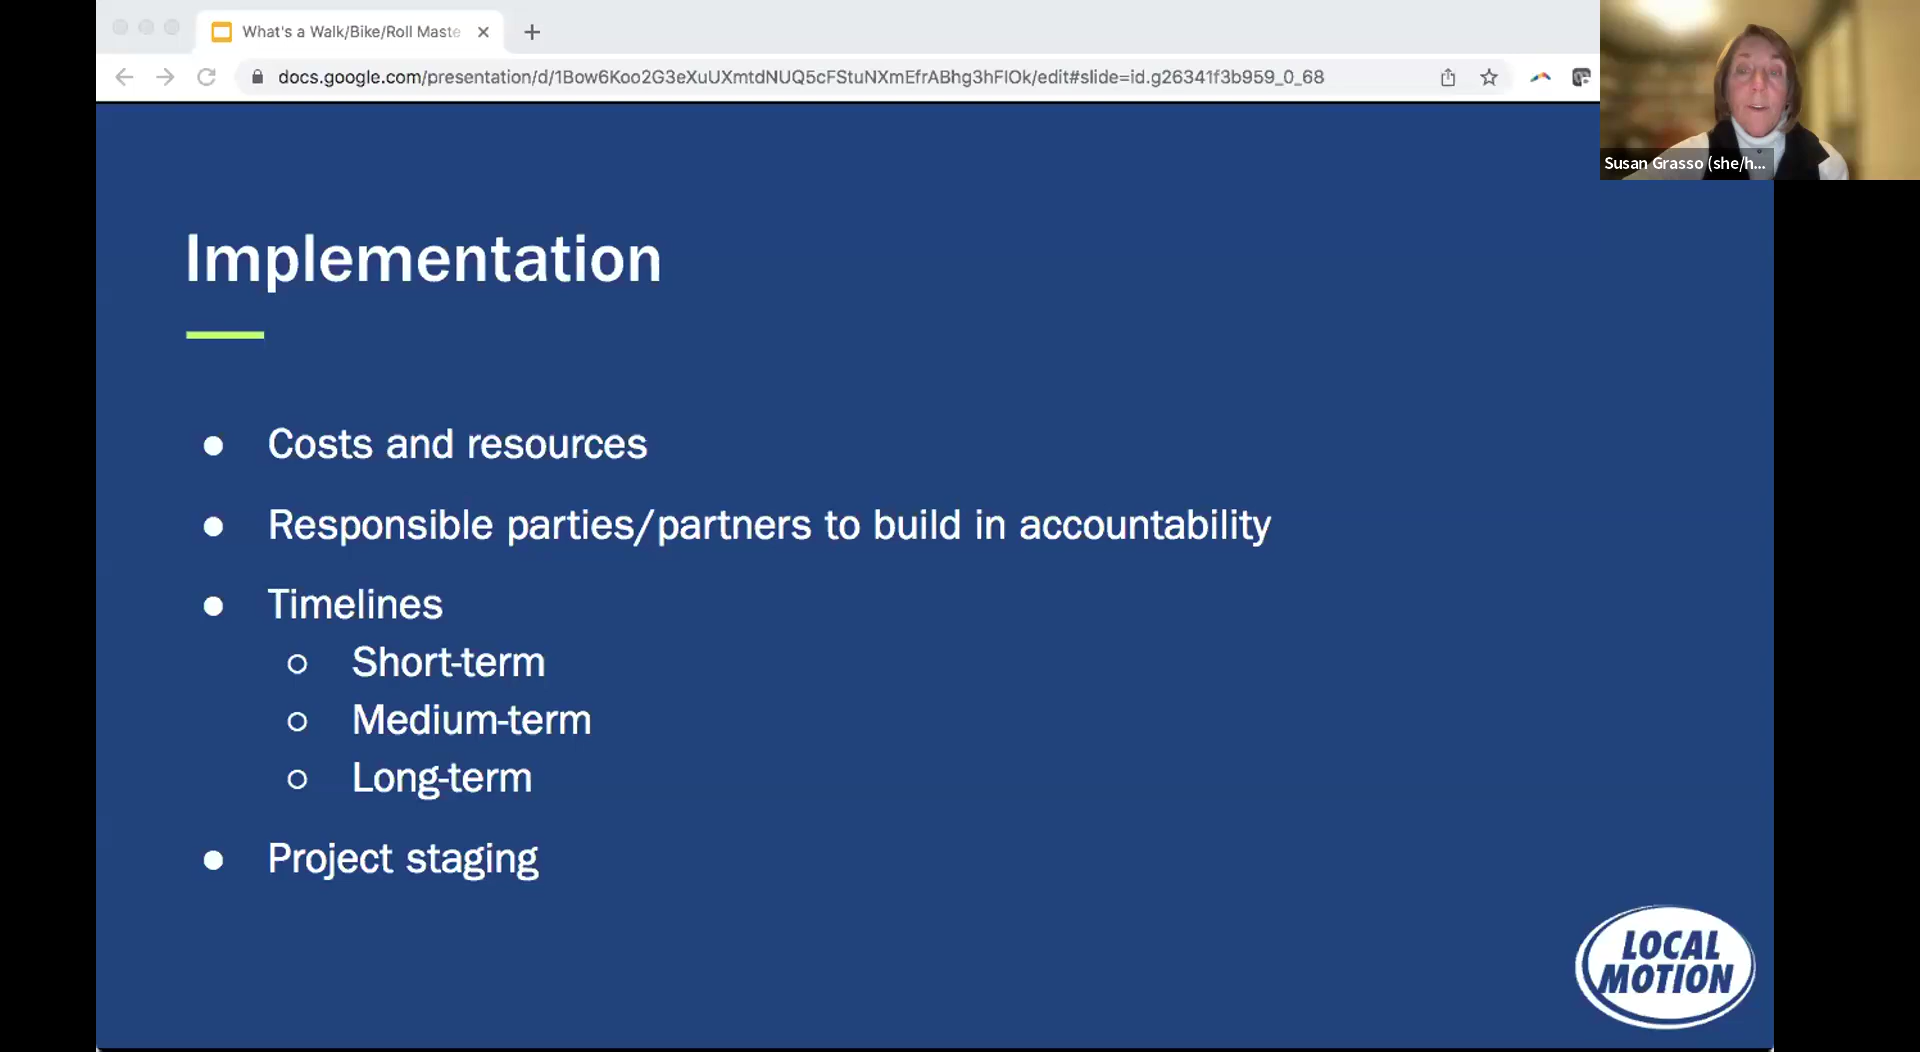 What's a Walk/Bike/Roll Maste
docs.google.com/presentation/d/1Bow6Koo2G3eXuUXmtdNUQ5cFStuNXmEfrABhg3hFIOk/edit#slide=id.g26341f3b959_0_68
Susan Grasso (she/h...
Implementation
Costs and resources
Responsible parties/partners to build in accountability
Timelines
Short-term
Medium-term
Long-term
Project staging
LOCAL
MOTION